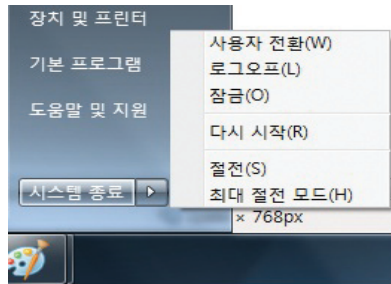 장치 및 프린터
기본 프로그램
도움말 및 지원
시스템 종료
사용자 전환(W)
로그오프(L)
잠금(O)
다시 시작(R)
절전(S)
최대 절전 모드(H)
× 768px